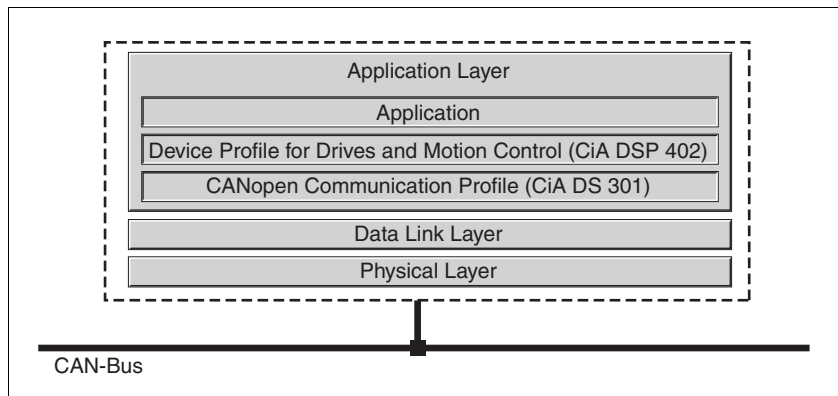 Application Layer
Application
Device Profile for Drives and Motion Control (CiA DSP 402)
CANopen Communication Profile (CiA DS 301)
Data Link Layer
Physical Layer
CAN-Bus